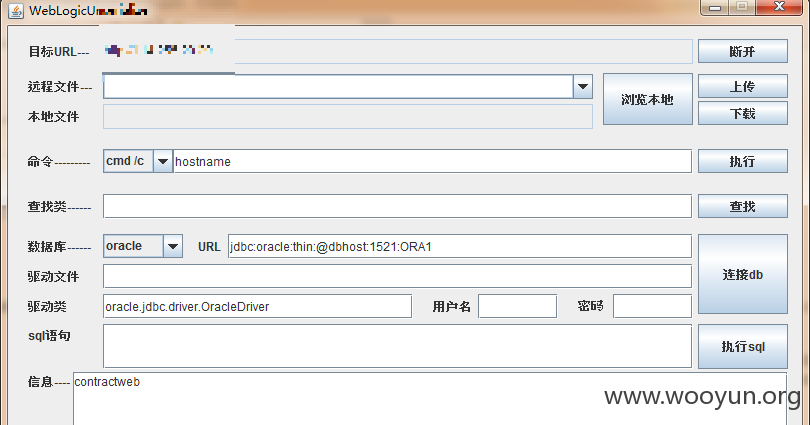 WebLogicU
目标URL---
断开
远程文件---
浏览本地
上传
本地文件
下载
命令---------
cmd /c
hostname
执行
查找类------
查找
数据库------
oracle
URL
jdbc:oracle:thin:@dbhost:1521:ORA1
连接db
驱动文件
驱动类
oracle.jdbc.driver.OracleDriver
用户名
密码
sql语句
执行sql
信息----
contractweb
www.wooyun.org